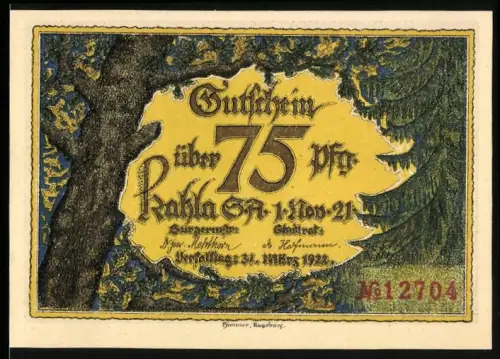 Gutschein
über 75 Pfg.
Kahla S-A. 1. Nov. 21.
Bürgermstr: Stadtrat:
Verfalltag: 31. März 1922.
№ 12704